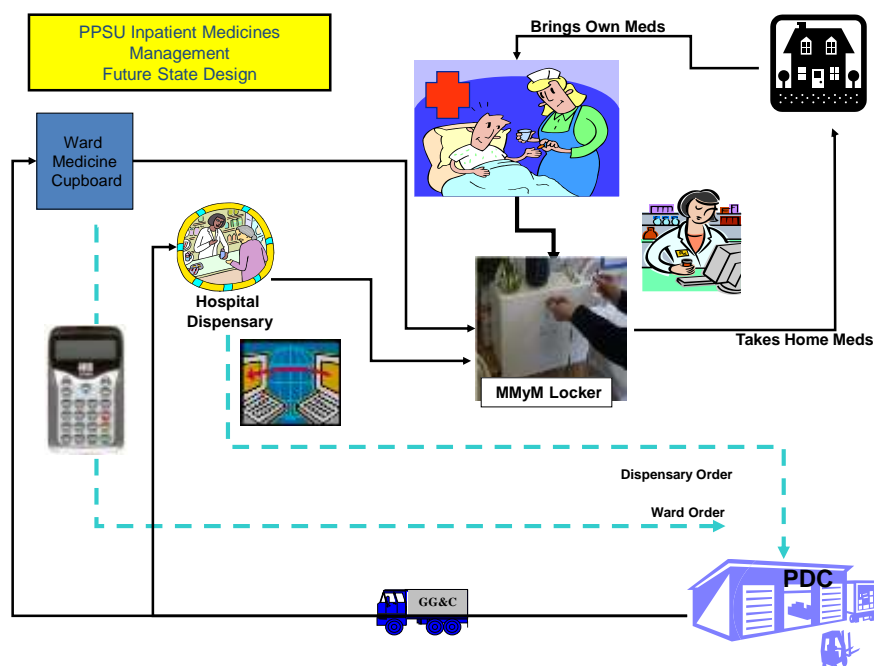 PPSU Inpatient Medicines
Management
Future State Design
Brings Own Meds
Ward
Medicine
Cupboard
Hospital
Dispensary
MMyM Locker
Takes Home Meds
Dispensary Order
Ward Order
PDC
GG&C